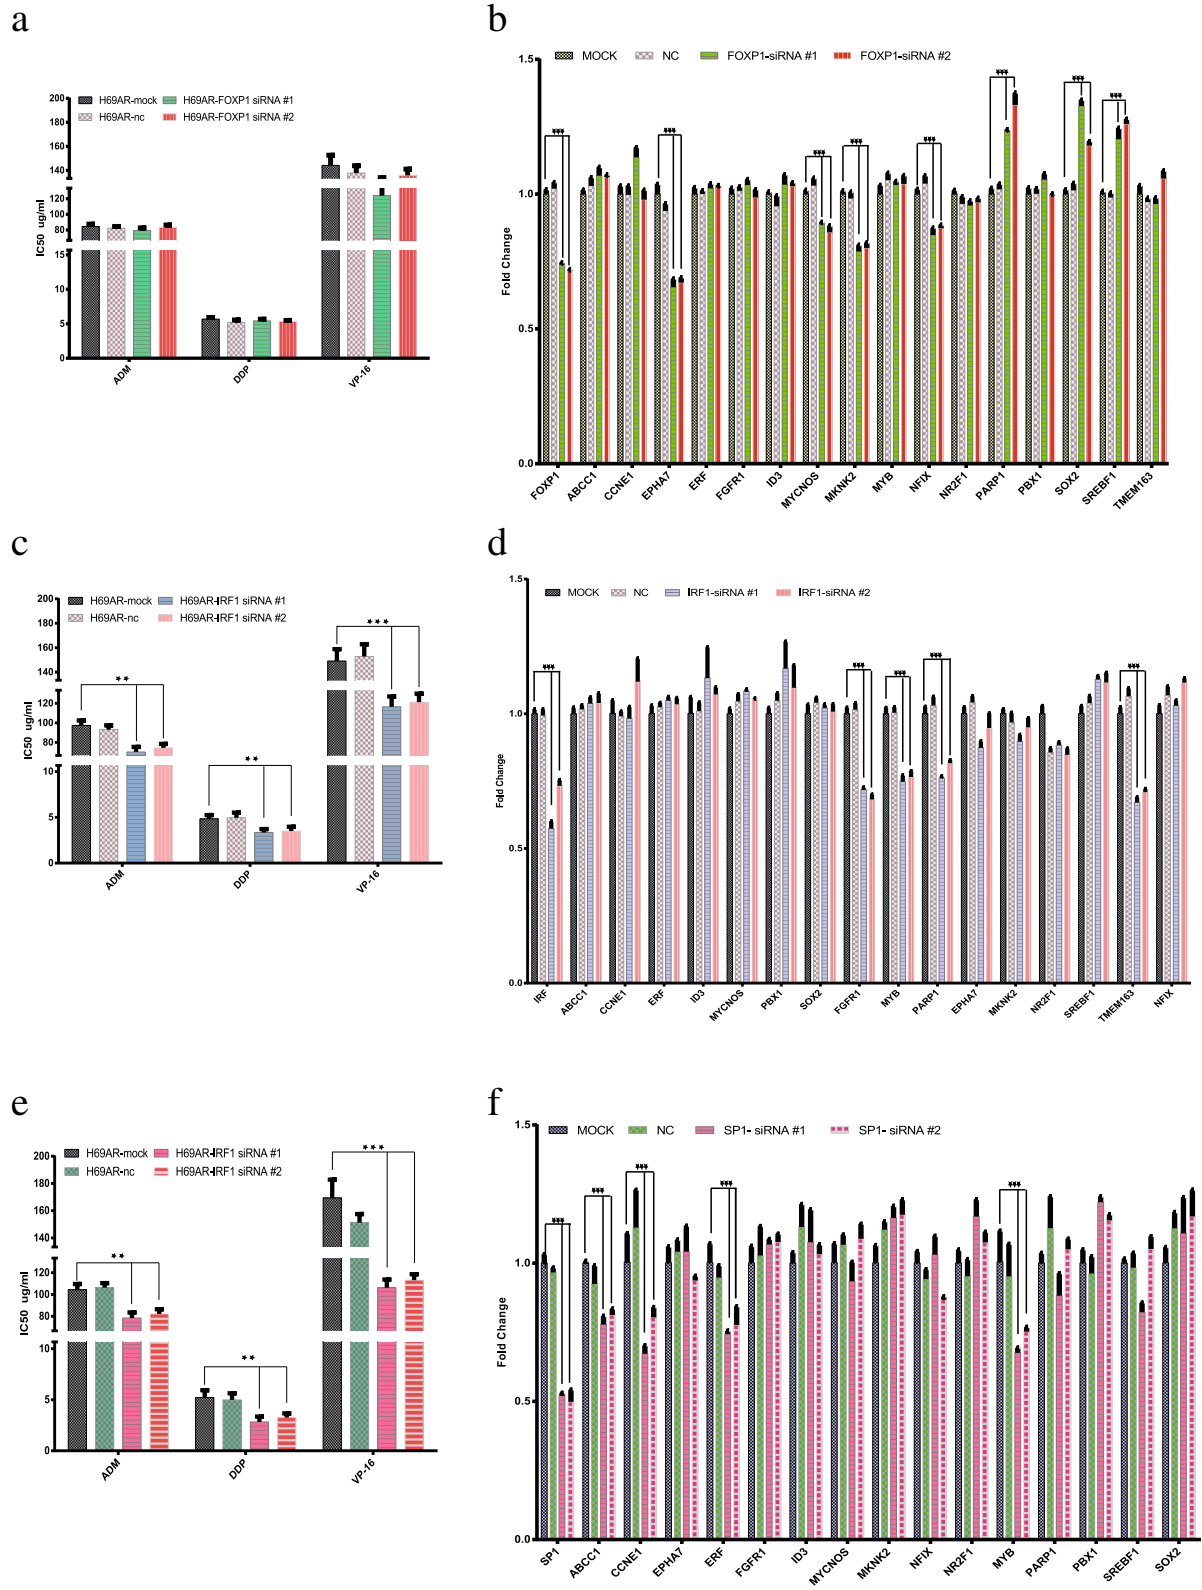 a
H69AR-mock H69AR-FOXP1 siRNA #1
H69AR-nc H69AR-FOXP1 siRNA #2
IC50 ug/ml
200
180
160
140
120
100
80
60
15
10
5
0
ADM DDP VP-16
b
MOCK NC FOXP1-siRNA #1 FOXP1-siRNA #2
Fold Change
1.5
1.0
0.5
0.0
*** *** *** *** *** *** *** ***
FOXP1 ABCC1 CCNE1 EPHA7 ERF FGFR1 ID3 MYCNOS MKNK2 MYB NFIX NR2F1 PARP1 PBX1 SOX2 SREBF1 TMEM163
c
H69AR-mock H69AR-IRF1 siRNA #1
H69AR-nc H69AR-IRF1 siRNA #2
IC50 ug/ml
200
180
160
140
120
100
80
10
5
0
** ** ***
ADM DDP VP-16
d
MOCK NC IRF1-siRNA #1 IRF1-siRNA #2
Fold Change
1.5
1.0
0.5
0.0
*** *** *** *** ***
IRF ABCC1 CCNE1 ERF ID3 MYCNOS PBX1 SOX2 FGFR1 MYB PARP1 EPHA7 MKNK2 NR2F1 SREBF1 TMEM163 NFIX
e
H69AR-mock H69AR-IRF1 siRNA #1
H69AR-nc H69AR-IRF1 siRNA #2
IC50 ug/ml
200
180
160
140
120
100
80
10
5
0
** ** ***
ADM DDP VP-16
f
MOCK NC SP1- siRNA #1 SP1- siRNA #2
Fold Change
1.5
1.0
0.5
0.0
*** *** *** *** ***
SP1 ABCC1 CCNE1 EPHA7 ERF FGFR1 ID3 MYCNOS MKNK2 NFIX NR2F1 MYB PARP1 PBX1 SREBF1 SOX2